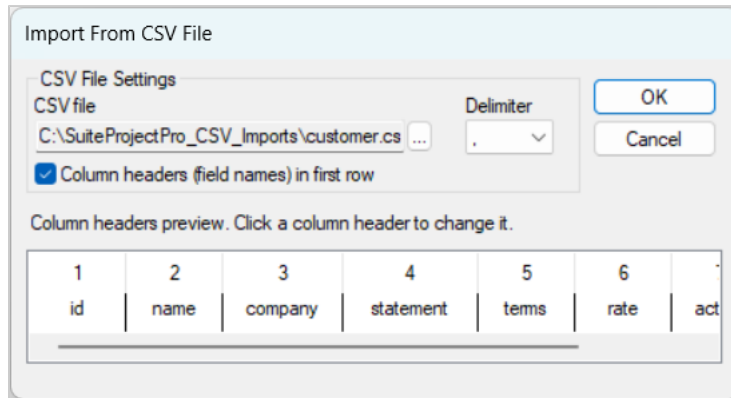 Import From CSV File
CSV File Settings
CSV file
Delimiter
OK
C:\SuiteProjectPro_CSV_Imports\customer.cs
...
,
Cancel
Column headers (field names) in first row
Column headers preview. Click a column header to change it.
1 2 3 4 5 6
id name company statement terms rate act